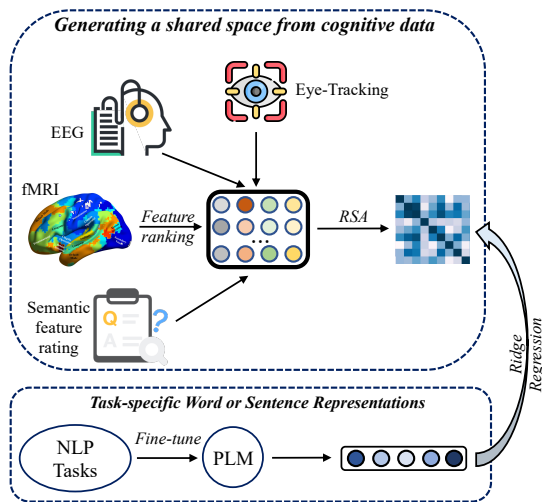 Generating a shared space from cognitive data
Eye-Tracking
EEG
fMRI
Feature
ranking
...
RSA
Semantic
feature
rating
Q
A
?
Ridge
Regression
Task-specific Word or Sentence Representations
NLP
Tasks
Fine-tune
PLM